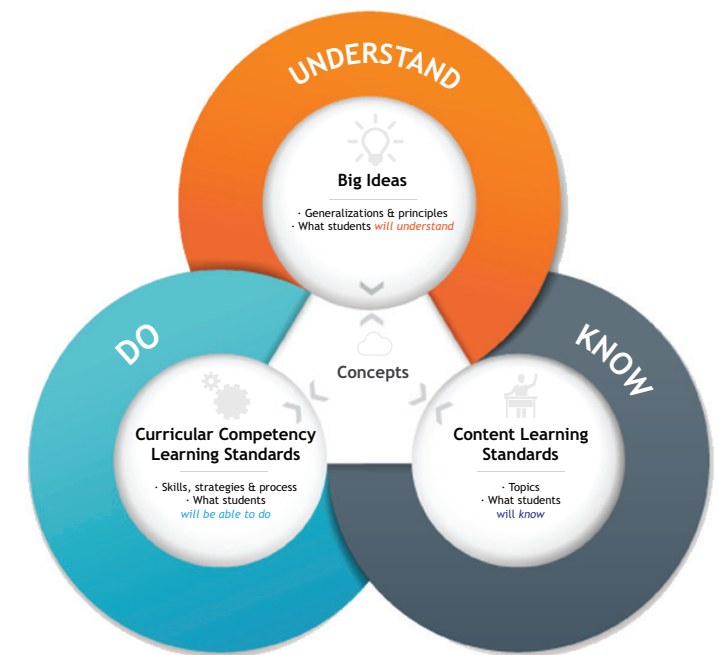 UNDERSTAND
Big Ideas
· Generalizations & principles
· What students will understand
DO
KNOW
Concepts
Curricular Competency
Learning Standards
· Skills, strategies & process
· What students
will be able to do
Content Learning
Standards
· Topics
· What students
will know